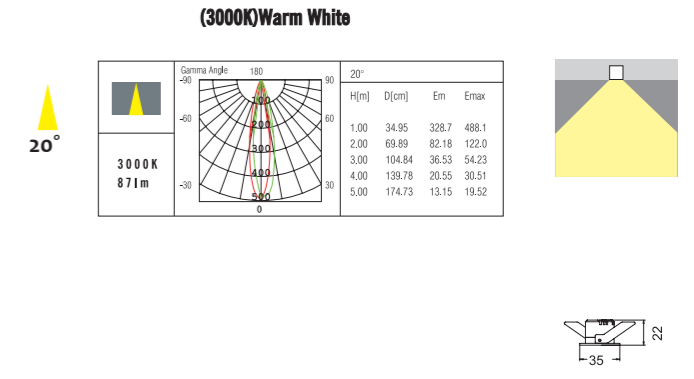 (3000K)Warm White
20°
3000K
87lm
Gamma Angle 180
-90 90
100
-60 200 60
300
400
-30 30
500
0
20°
H[m] D[cm] Em Emax
1.00 34.95 328.7 488.1
2.00 69.89 82.18 122.0
3.00 104.84 36.53 54.23
4.00 139.78 20.55 30.51
5.00 174.73 13.15 19.52
22
35